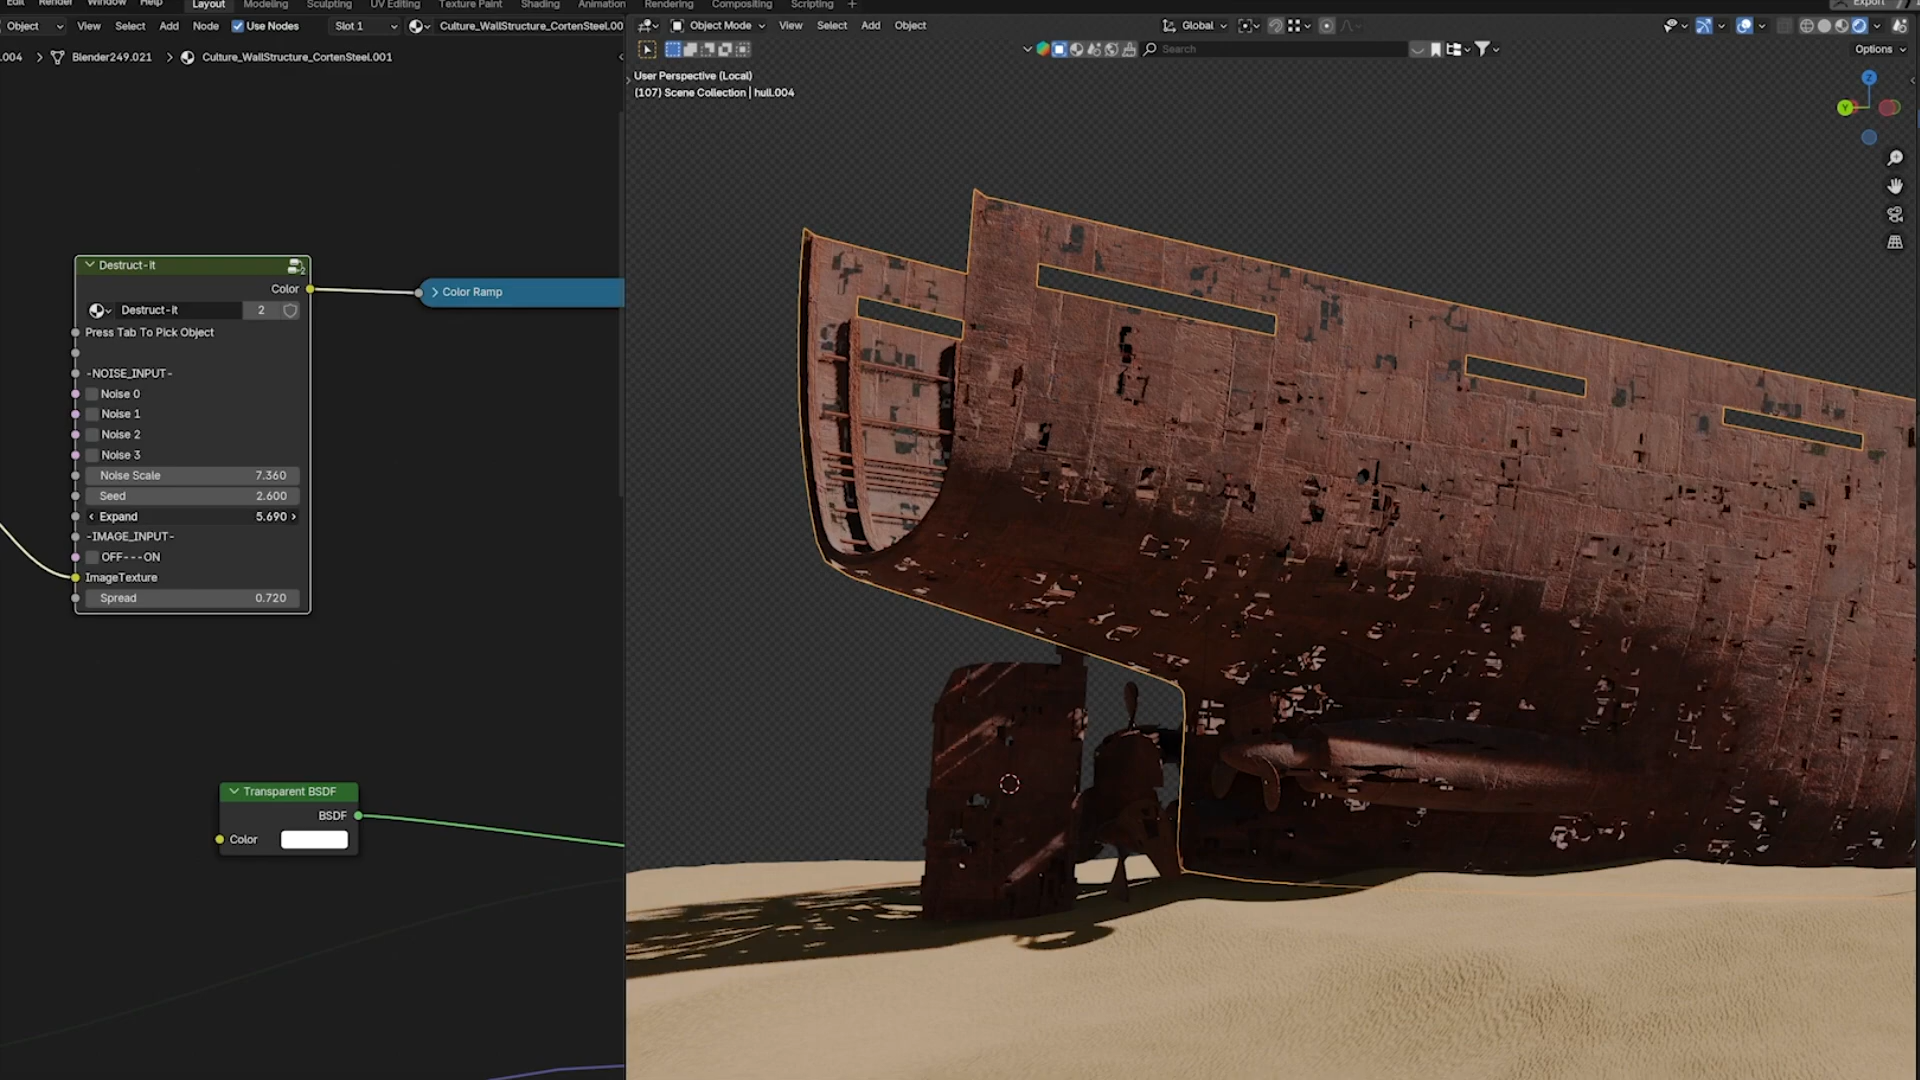 Edit Render Window Help Layout Modeling Sculpting UV Editing Texture Paint Shading Animation Rendering Compositing Scripting + Export
Object View Select Add Node Use Nodes Slot 1 Culture_WallStructure_CortenSteel.00
.004 > Blender249.021 > Culture_WallStructure_CortenSteel.001
Destruct-It
2
Color
Destruct-It 2
Press Tab To Pick Object
-NOISE_INPUT-
Noise 0
Noise 1
Noise 2
Noise 3
Noise Scale 7.360
Seed 2.600
Expand 5.690
-IMAGE_INPUT-
OFF---ON
ImageTexture
Spread 0.720
Color Ramp
Transparent BSDF
BSDF
Color
Object Mode View Select Add Object Global
Search
Options
User Perspective (Local)
(107) Scene Collection | hull.004
Z
Y